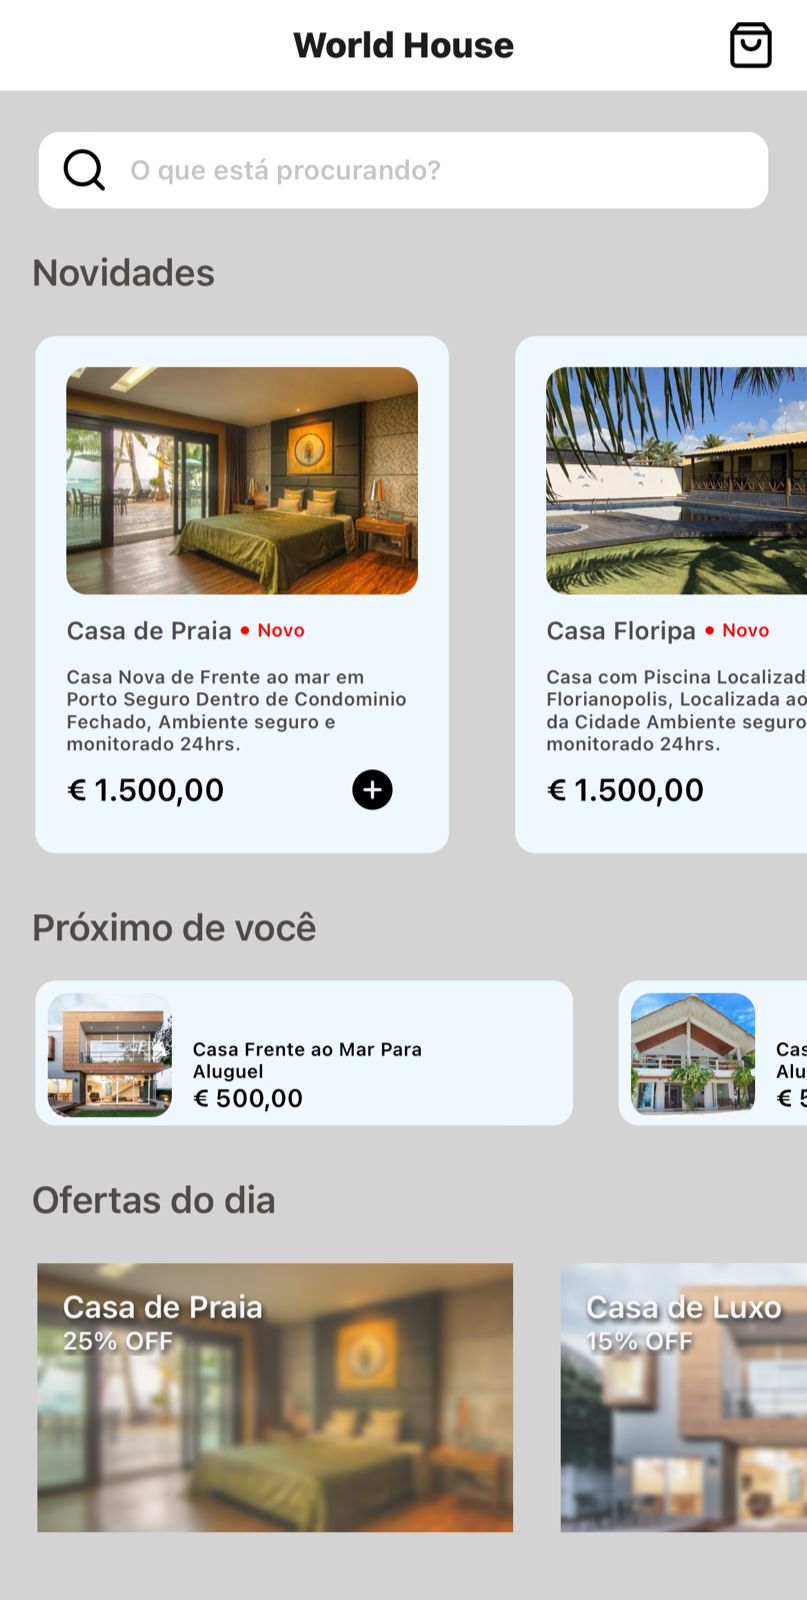 World House
O que está procurando?
Novidades
Casa de Praia • Novo
Casa Nova de Frente ao mar em
Porto Seguro Dentro de Condominio
Fechado, Ambiente seguro e
monitorado 24hrs.
€ 1.500,00
Casa Floripa • Novo
Casa com Piscina Localizad
Florianopolis, Localizada ao
da Cidade Ambiente seguro
monitorado 24hrs.
€ 1.500,00
Próximo de você
Casa Frente ao Mar Para
Aluguel
€ 500,00
Cas
Alu
€ 5
Ofertas do dia
Casa de Praia
25% OFF
Casa de Luxo
15% OFF